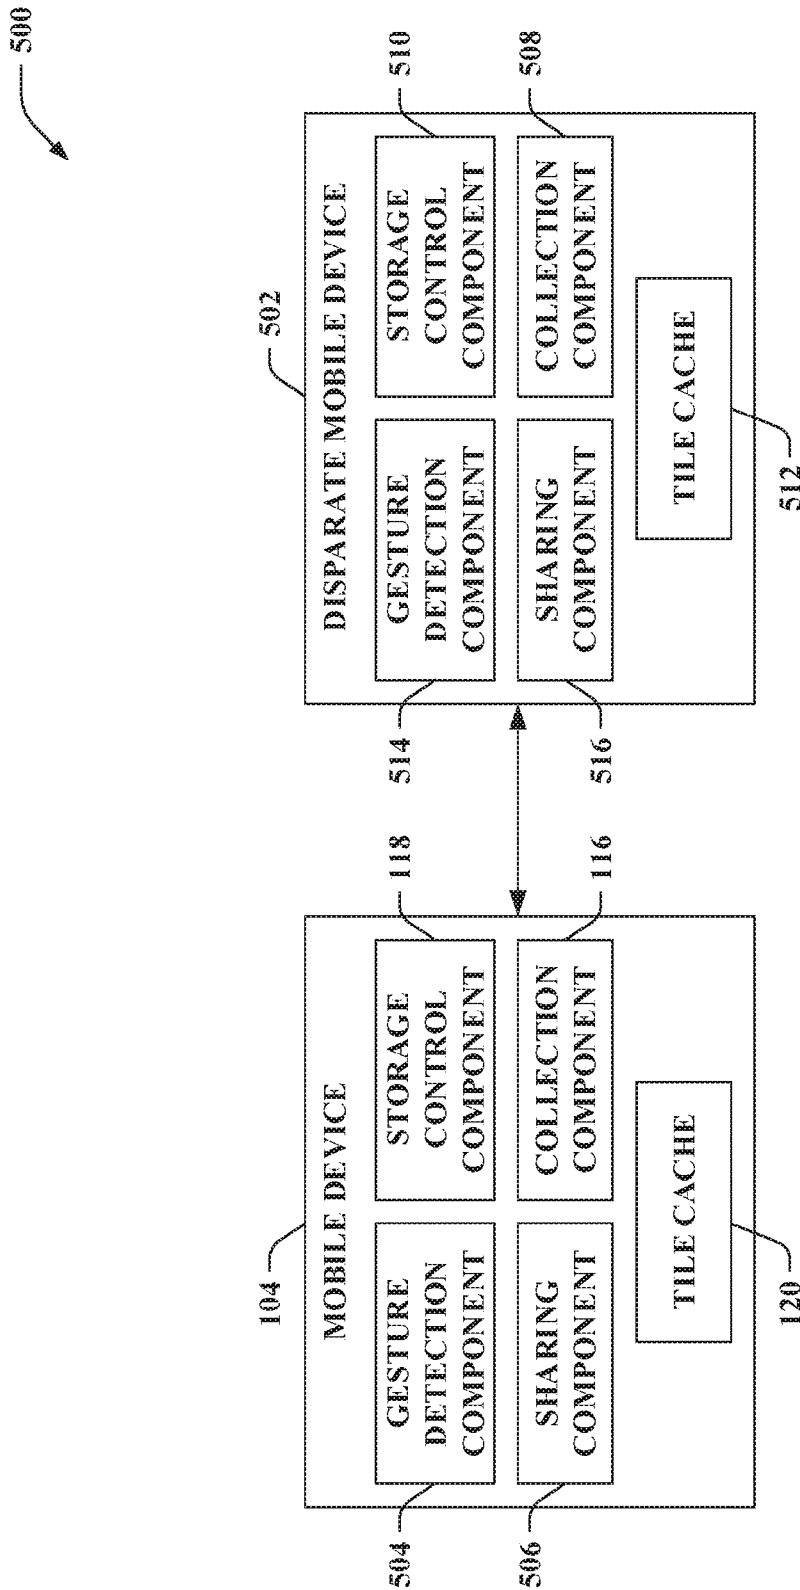 500
104
MOBILE DEVICE
504
GESTURE
DETECTION
COMPONENT
118
STORAGE
CONTROL
COMPONENT
506
SHARING
COMPONENT
116
COLLECTION
COMPONENT
TILE CACHE
120
502
DISPARATE MOBILE DEVICE
514
GESTURE
DETECTION
COMPONENT
510
STORAGE
CONTROL
COMPONENT
516
SHARING
COMPONENT
508
COLLECTION
COMPONENT
TILE CACHE
512